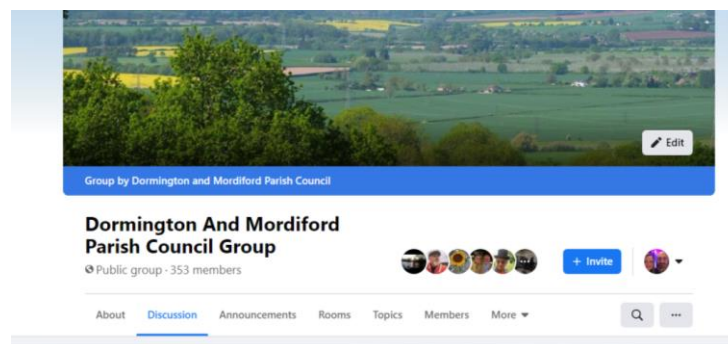 Edit
Group by Dormington and Mordiford Parish Council
Dormington And Mordiford
Parish Council Group
Public group · 353 members
+ Invite
About Discussion Announcements Rooms Topics Members More